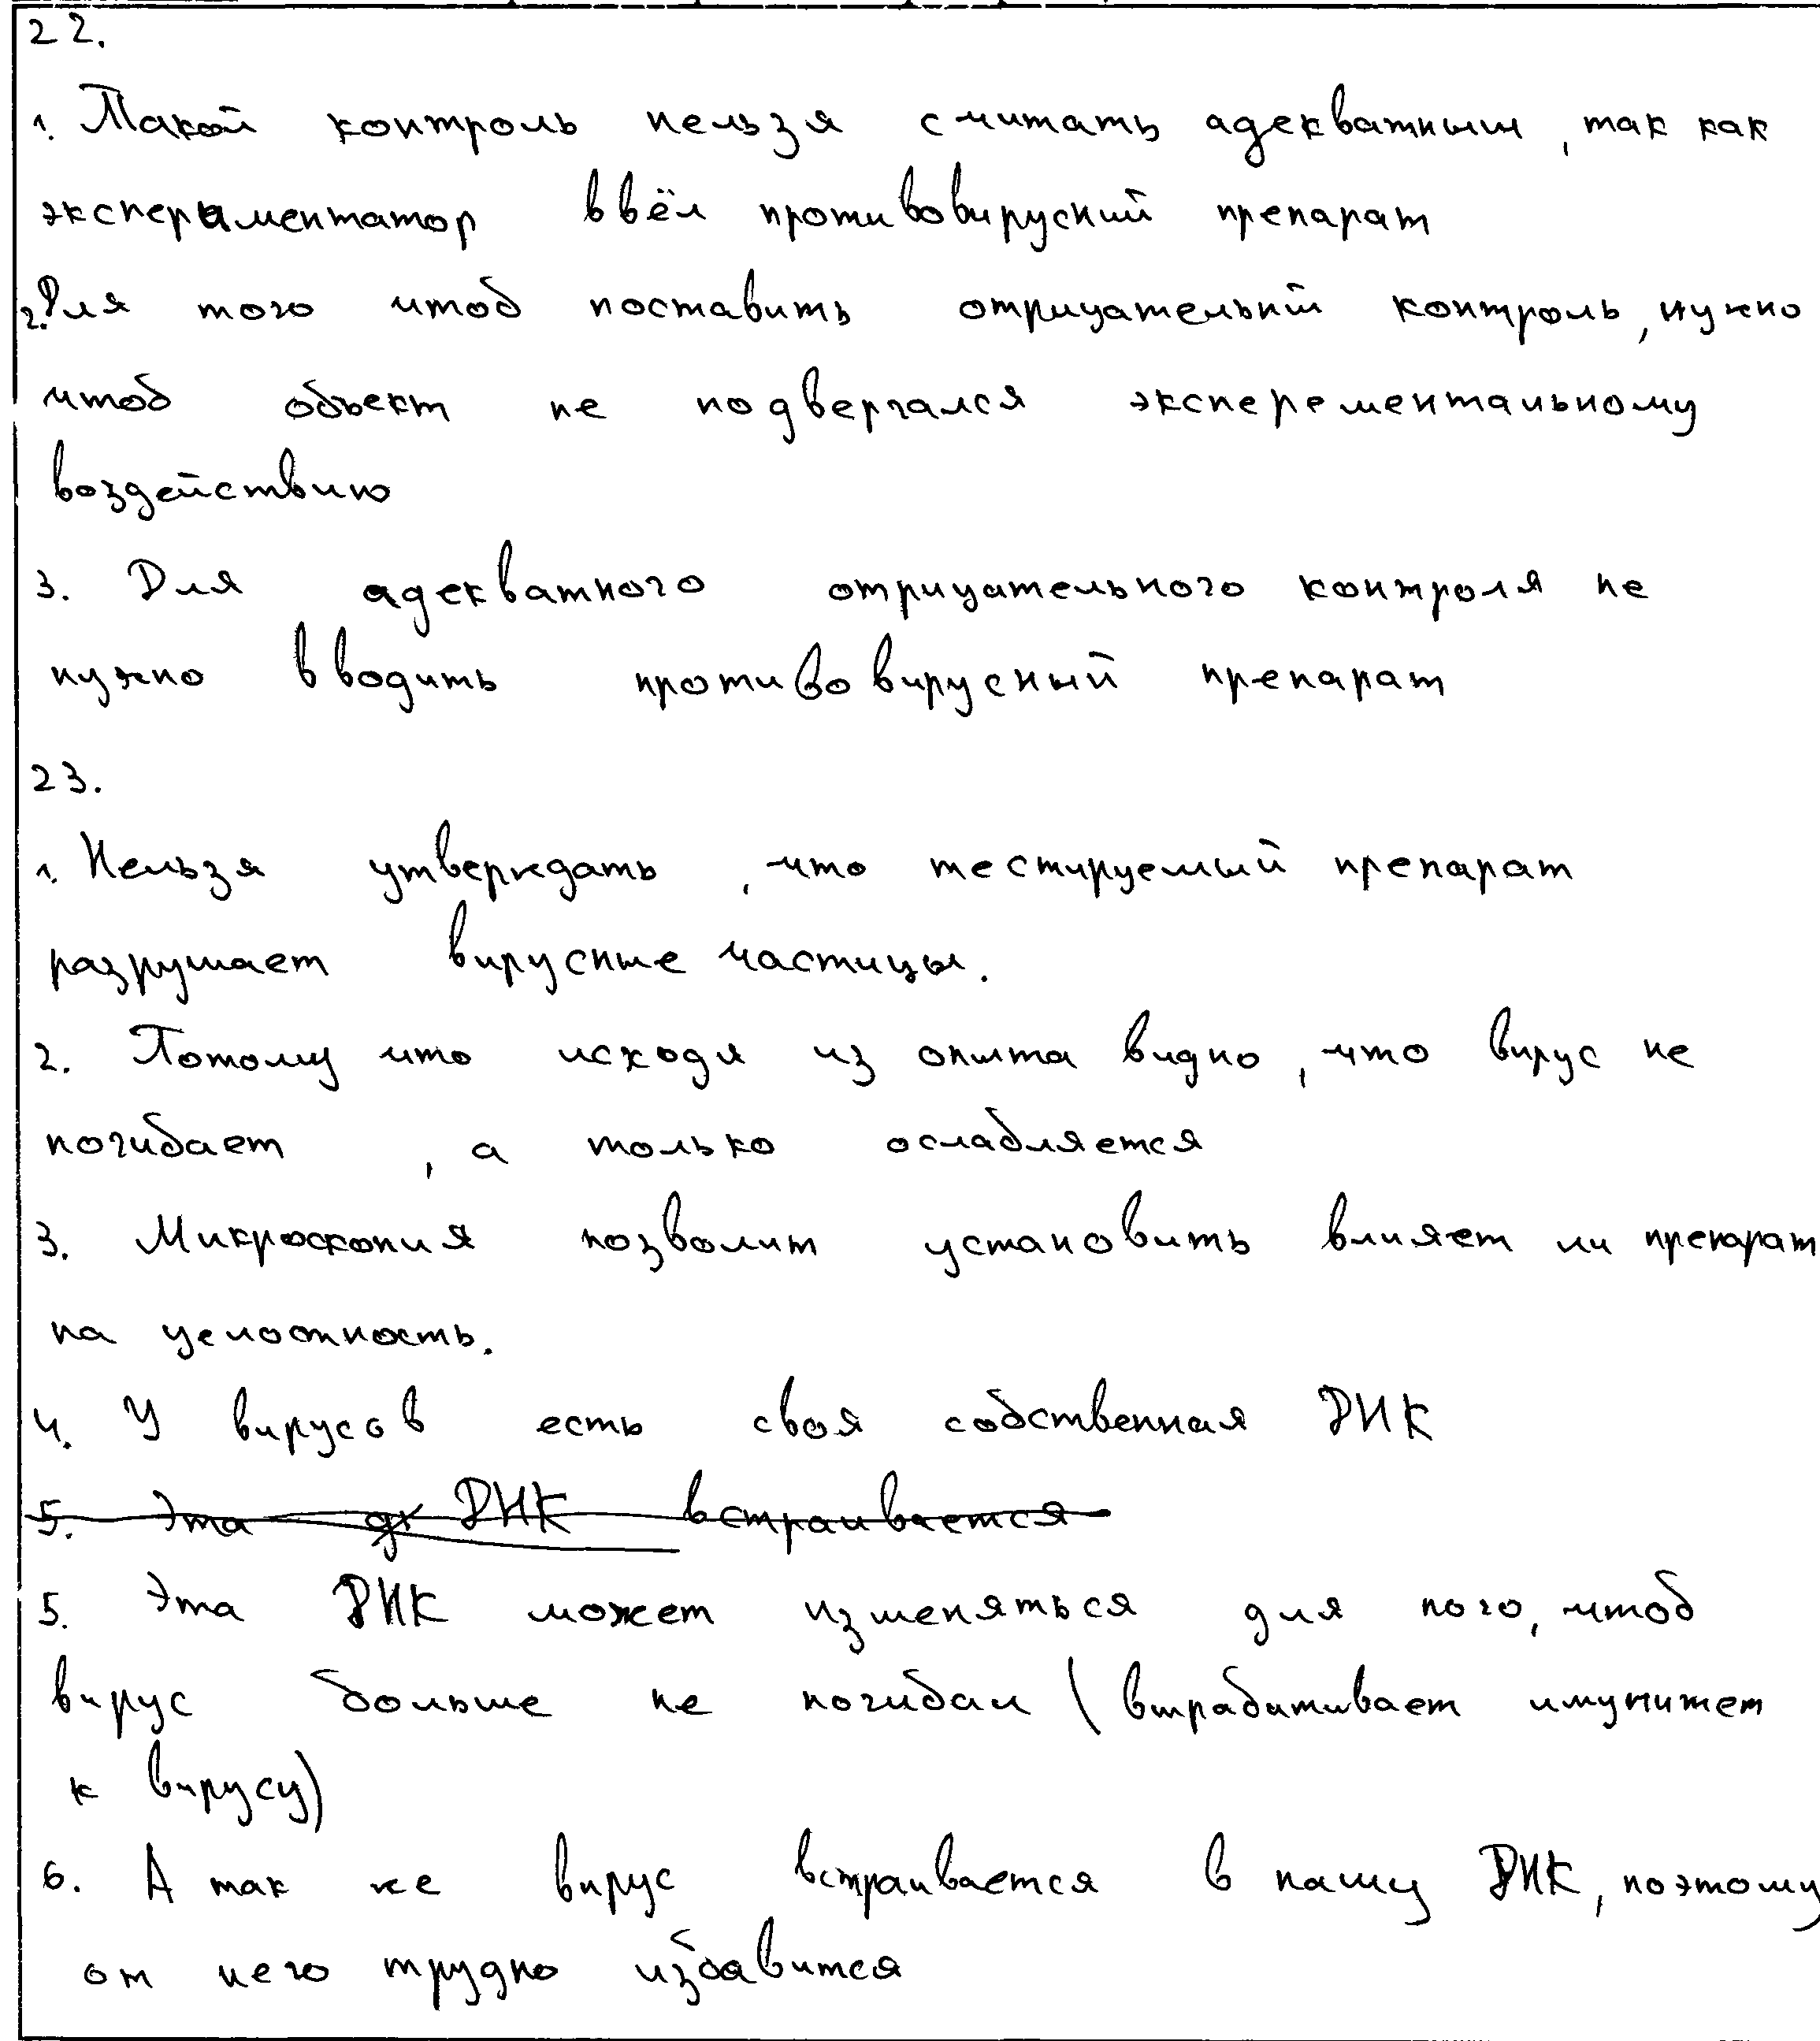 22.
1. Такой контроль нельзя считать адекватным, так как
экспериментатор ввёл противовируский препарат
2. Для того чтоб поставить отрицательный контроль, нужно
чтоб объект не подвергался эксперементальному
воздействию
3. Для адекватного отрицательного контроля не
нужно вводить противовирусный препарат
23.
1. Нельзя утверждать, что тестируемый препарат
разрушает вирусные частицы.
2. Потому что исходя из опыта видно, что вирус не
погибает, а только ослабляется
3. Микроскопия позволит установить влияет ли препарат
на целостность.
4. У вирусов есть своя собственная ДНК
5. Эта ДНК встраивается
5. Эта ДНК может изменяться для того, чтоб
вирус больше не погибал (вырабатывает имунитет
к вирусу)
6. А так же вирус встраивается в нашу ДНК, поэтому
от него трудно избавится